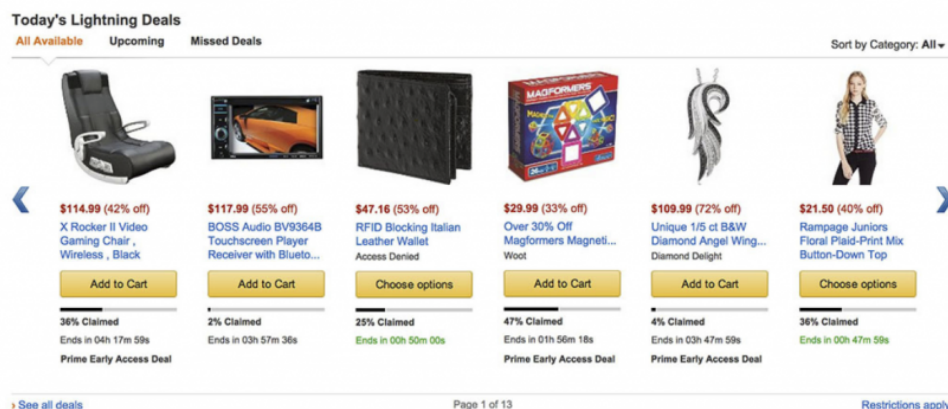 Today's Lightning Deals
All Available Upcoming Missed Deals
Sort by Category: All
MAGFORMERS
$114.99 (42% off)
X Rocker II Video
Gaming Chair ,
Wireless , Black
Add to Cart
36% Claimed
Ends in 04h 17m 59s
Prime Early Access Deal
$117.99 (55% off)
BOSS Audio BV9364B
Touchscreen Player
Receiver with Blueto...
Add to Cart
2% Claimed
Ends in 03h 57m 36s
$47.16 (53% off)
RFID Blocking Italian
Leather Wallet
Access Denied
Choose options
25% Claimed
Ends in 00h 50m 00s
$29.99 (33% off)
Over 30% Off
Magformers Magneti...
Woot
Add to Cart
47% Claimed
Ends in 01h 56m 18s
Prime Early Access Deal
$109.99 (72% off)
Unique 1/5 ct B&W
Diamond Angel Wing...
Diamond Delight
Add to Cart
4% Claimed
Ends in 03h 47m 59s
Prime Early Access Deal
$21.50 (40% off)
Rampage Juniors
Floral Plaid-Print Mix
Button-Down Top
Choose options
36% Claimed
Ends in 00h 47m 59s
› See all deals
Page 1 of 13
Restrictions apply